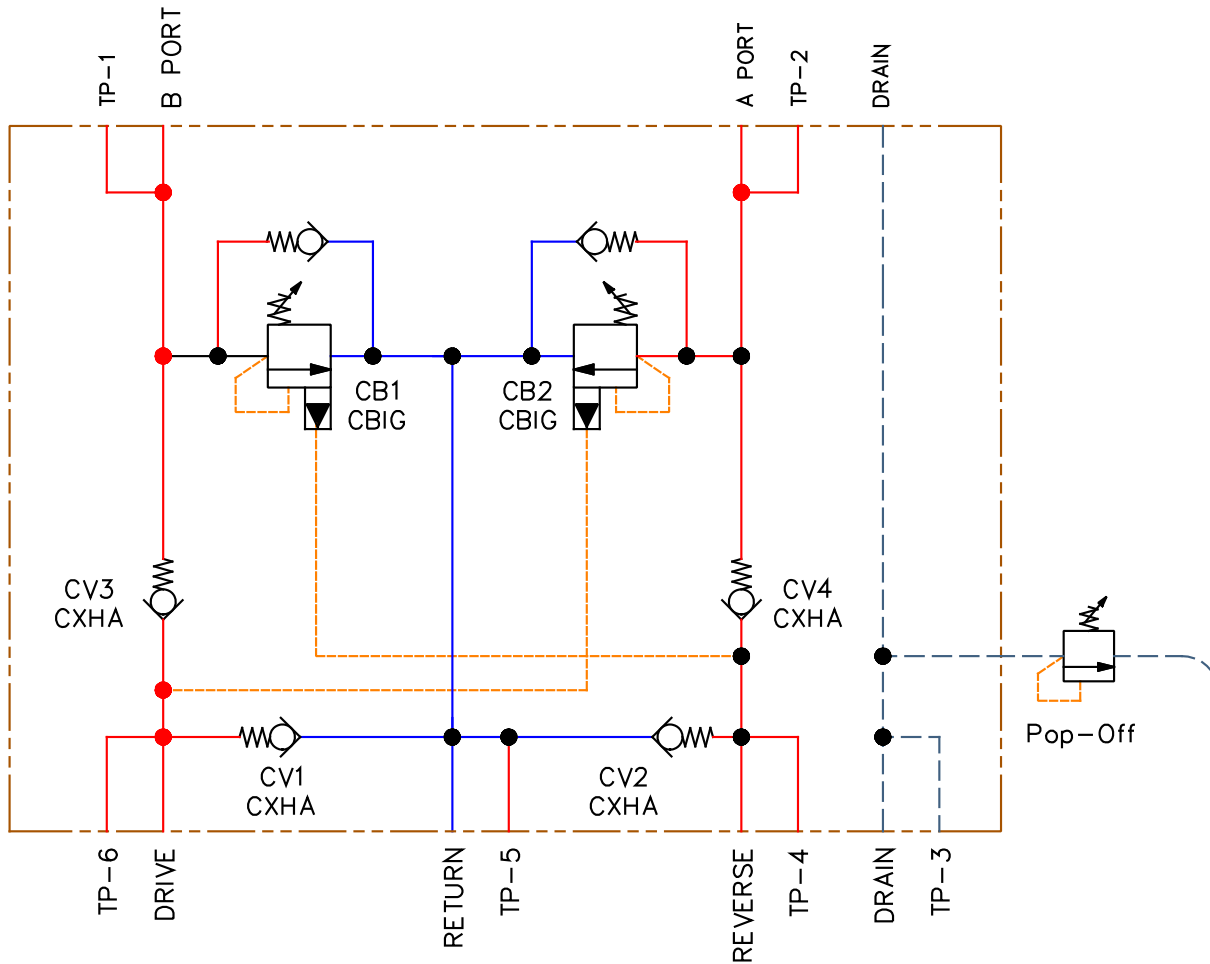 TP-1
B PORT
A PORT
TP-2
DRAIN
CB1
CBIG
CB2
CBIG
CV3
CXHA
CV4
CXHA
Pop-Off
CV1
CXHA
CV2
CXHA
TP-6
DRIVE
RETURN
TP-5
REVERSE
TP-4
DRAIN
TP-3